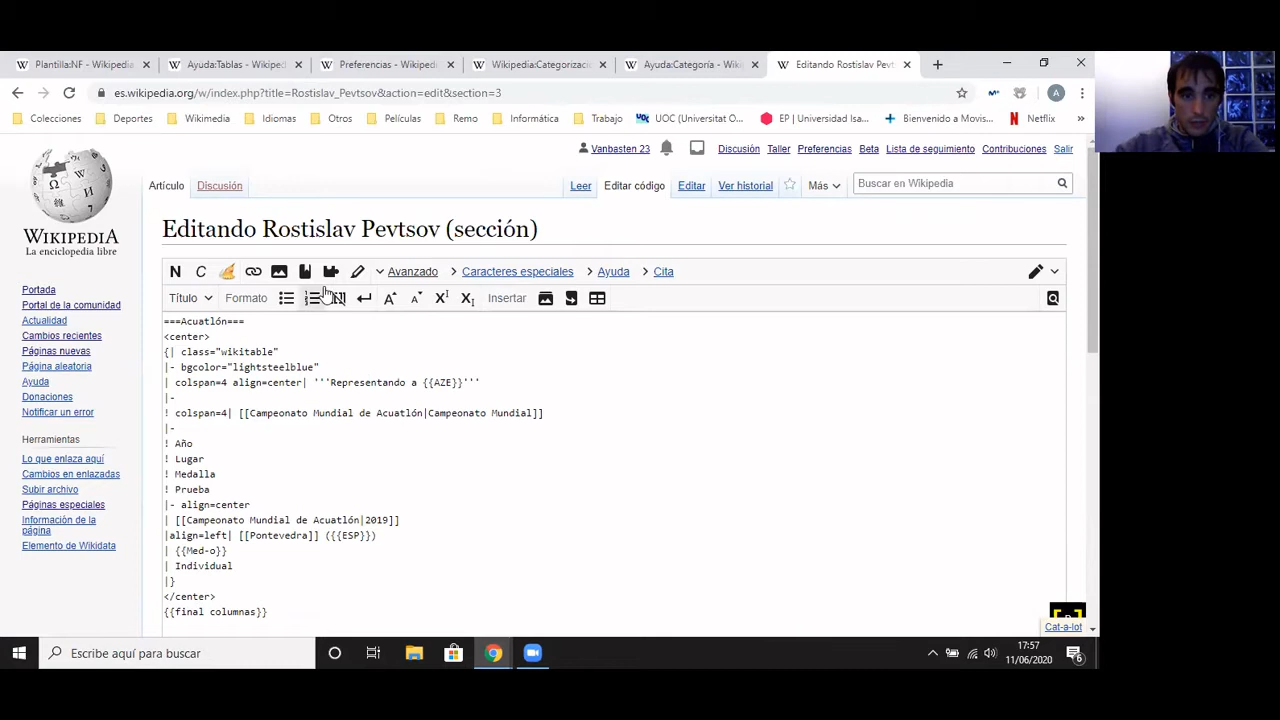 Plantilla:NF - Wikipedia
Ayuda:Tablas - Wikiped
Preferencias - Wikiped
Wikipedia:Categorizaci
Ayuda:Categoría - Wiki
Editando Rostislav Pevt
es.wikipedia.org/w/index.php?title=Rostislav_Pevtsov&action=edit&section=3
A
Colecciones
Deportes
Wikimedia
Idiomas
Otros
Películas
Remo
Informática
Trabajo
UOC (Universitat O...
EP | Universidad Isa...
Bienvenido a Movis...
Netflix
»
Vanbasten 23
Discusión
Taller
Preferencias
Beta
Lista de seguimiento
Contribuciones
Salir
Artículo
Discusión
Leer
Editar código
Editar
Ver historial
Más
Buscar en Wikipedia
WIKIPEDIA
La enciclopedia libre
Editando Rostislav Pevtsov (sección)
N
C
Avanzado
Caracteres especiales
Ayuda
Cita
Título
Formato
Insertar
Portada
Portal de la comunidad
Actualidad
Cambios recientes
Páginas nuevas
Página aleatoria
Ayuda
Donaciones
Notificar un error
Herramientas
Lo que enlaza aquí
Cambios en enlazadas
Subir archivo
Páginas especiales
Información de la
página
Elemento de Wikidata
===Acuatlón===
<center>
{| class="wikitable"
|- bgcolor="lightsteelblue"
| colspan=4 align=center| '''Representando a {{AZE}}'''
|-
! colspan=4| [[Campeonato Mundial de Acuatlón|Campeonato Mundial]]
|-
! Año
! Lugar
! Medalla
! Prueba
|- align=center
| [[Campeonato Mundial de Acuatlón|2019]]
|align=left| [[Pontevedra]] ({{ESP}})
| {{Med-o}}
| Individual
|}
</center>
{{final columnas}}
Cat-a-lot
Escribe aquí para buscar
17:57
11/06/2020
6